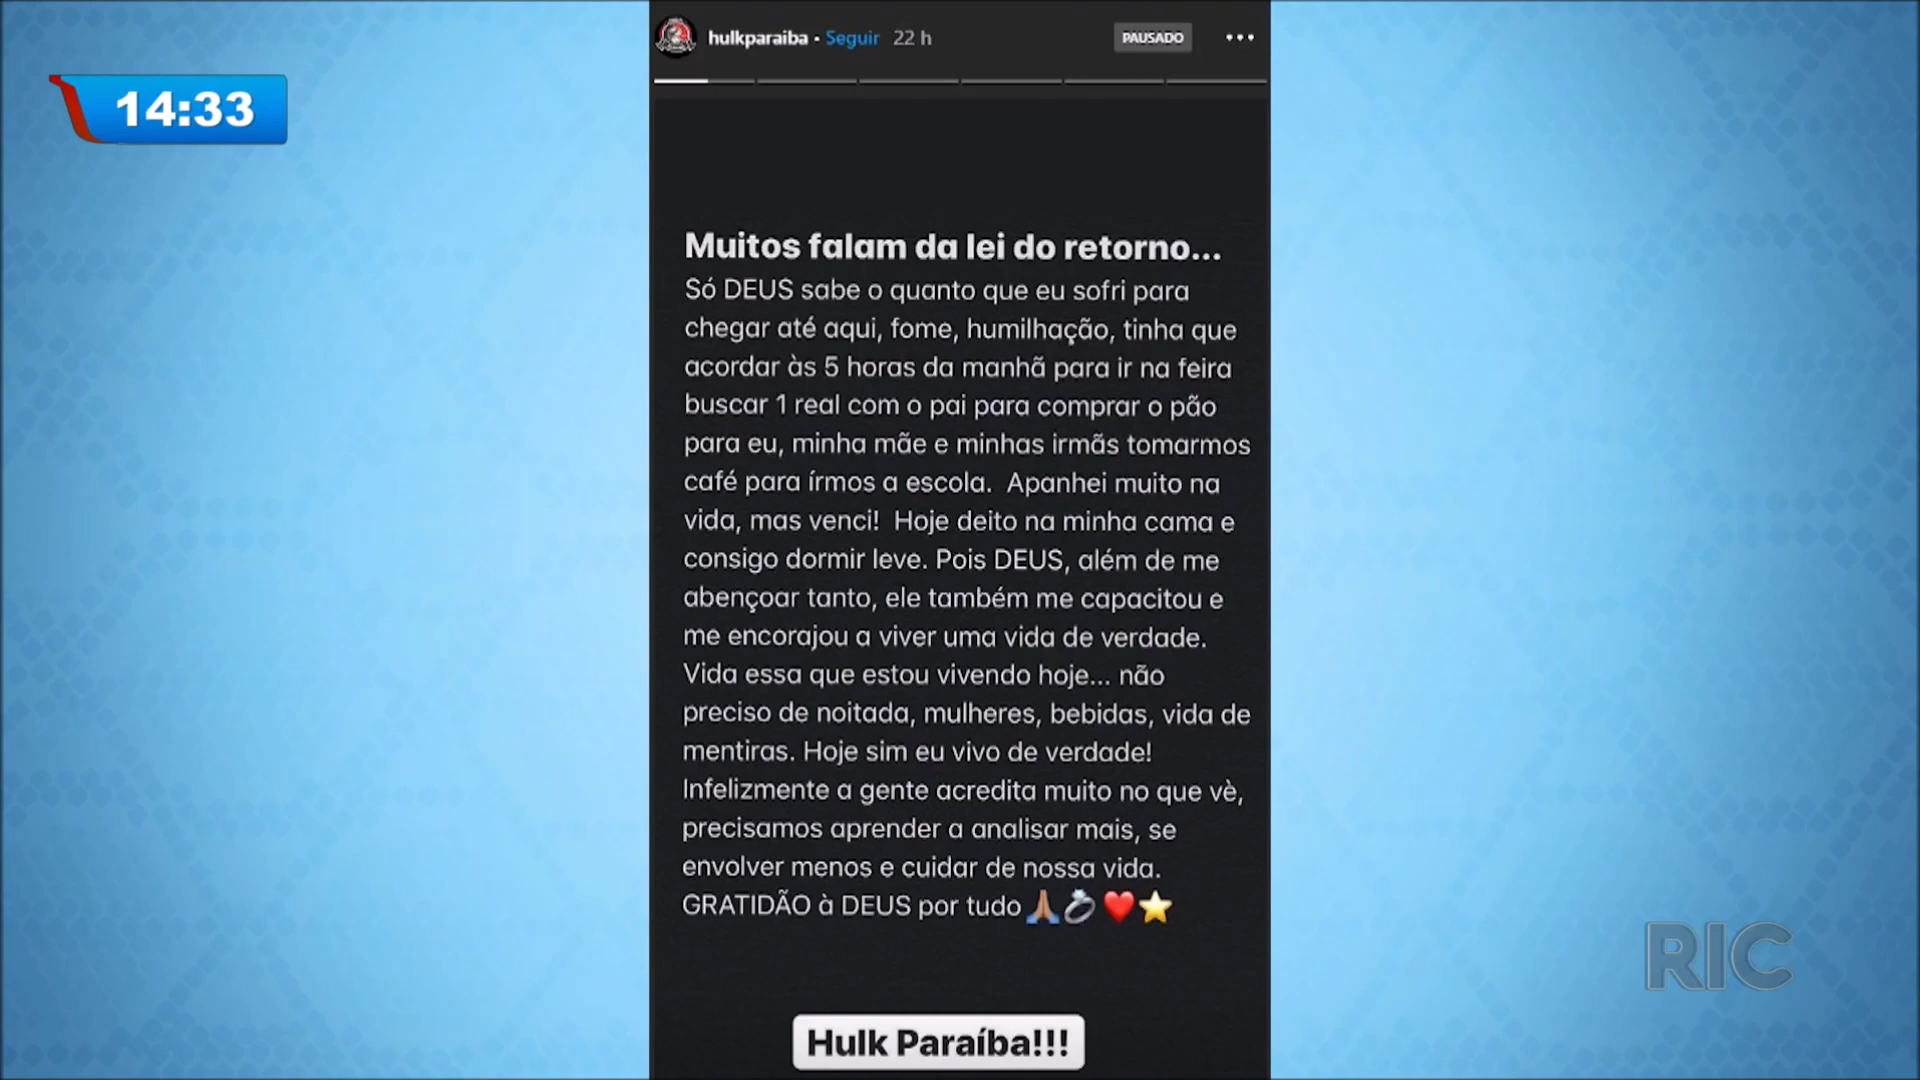 14:33
hulkparaiba • Seguir 22 h
PAUSADO
Muitos falam da lei do retorno...
Só DEUS sabe o quanto que eu sofri para
chegar até aqui, fome, humilhação, tinha que
acordar às 5 horas da manhã para ir na feira
buscar 1 real com o pai para comprar o pão
para eu, minha mãe e minhas irmãs tomarmos
café para írmos a escola.  Apanhei muito na
vida, mas venci!  Hoje deito na minha cama e
consigo dormir leve. Pois DEUS, além de me
abençoar tanto, ele também me capacitou e
me encorajou a viver uma vida de verdade.
Vida essa que estou vivendo hoje... não
preciso de noitada, mulheres, bebidas, vida de
mentiras. Hoje sim eu vivo de verdade!
Infelizmente a gente acredita muito no que vè,
precisamos aprender a analisar mais, se
envolver menos e cuidar de nossa vida.
GRATIDÃO à DEUS por tudo 🙏🏽💍❤️⭐
Hulk Paraíba!!!
RIC